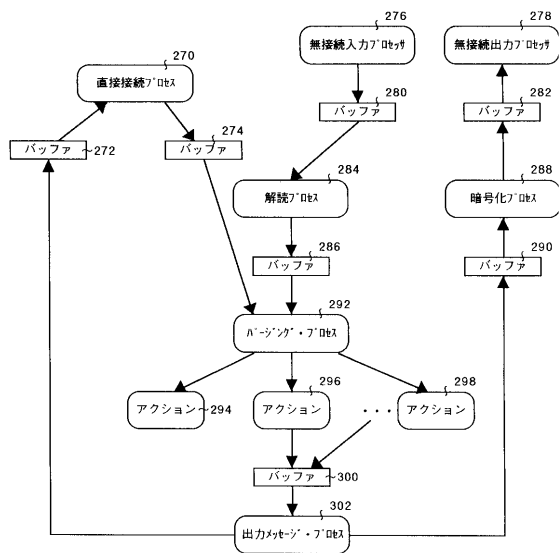 276
278
無接続入力プロセッサ
無接続出力プロセッサ
270
直接接続プロセス
280
282
バッファ
バッファ
274
バッファ
272
バッファ
284
288
解読プロセス
暗号化プロセス
286
290
バッファ
バッファ
292
パージング・プロセス
296
298
アクション
294
アクション
・・・
アクション
バッファ
300
302
出力メッセージ・プロセス